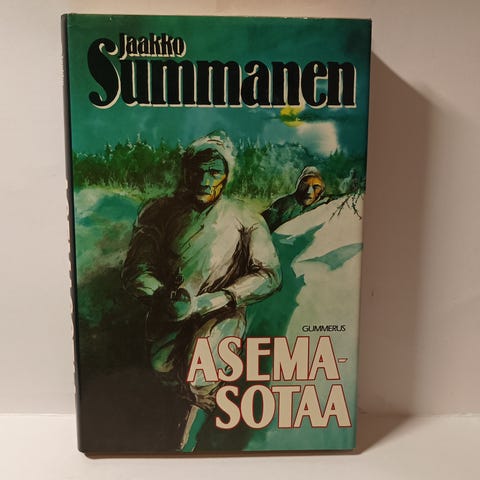 Jaakko
Summanen
GUMMERUS
ASEMA-
SOTAA